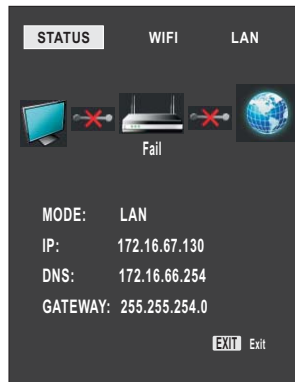 STATUS WIFI LAN
Fail
MODE: LAN
IP: 172.16.67.130
DNS: 172.16.66.254
GATEWAY: 255.255.254.0
EXIT Exit